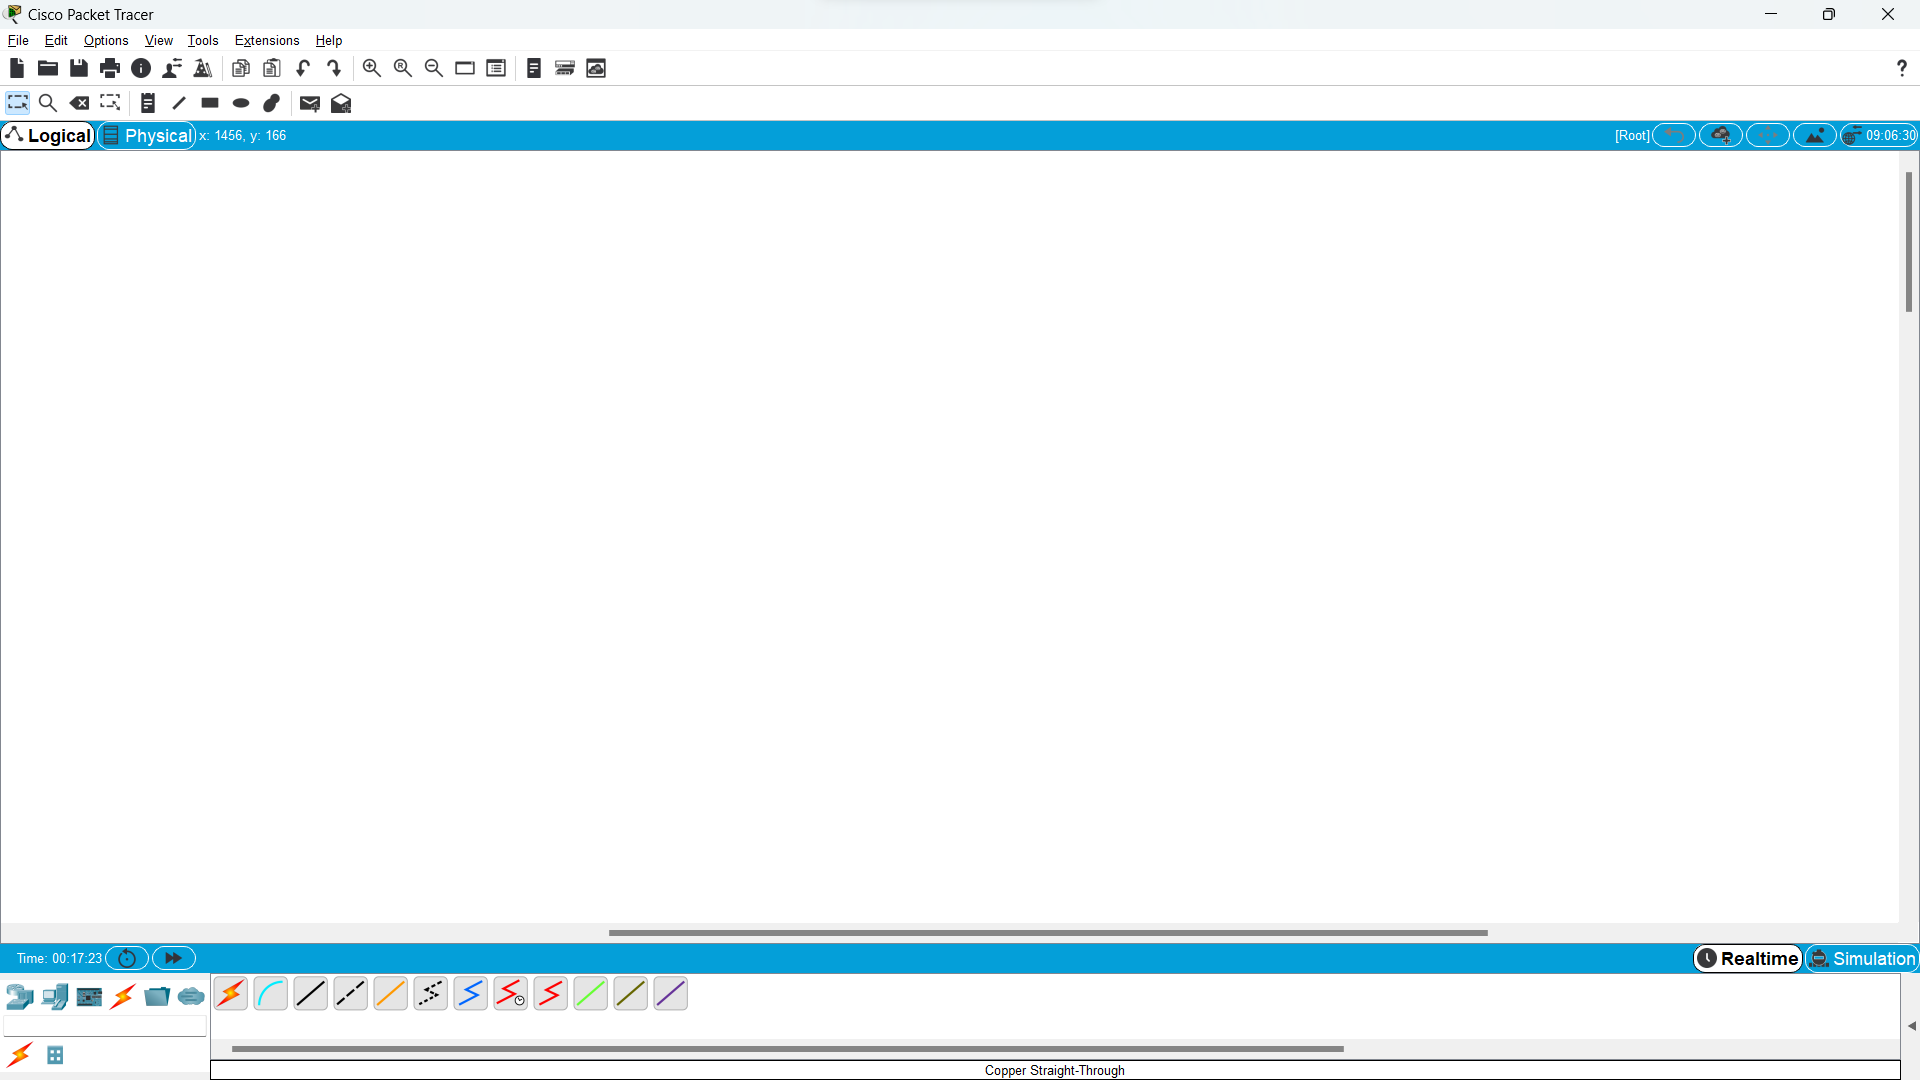 Cisco Packet Tracer
File Edit Options View Tools Extensions Help
Logical Physical x: 1456, y: 166 [Root] 09:06:30
Time: 00:17:23 Realtime Simulation
Copper Straight-Through